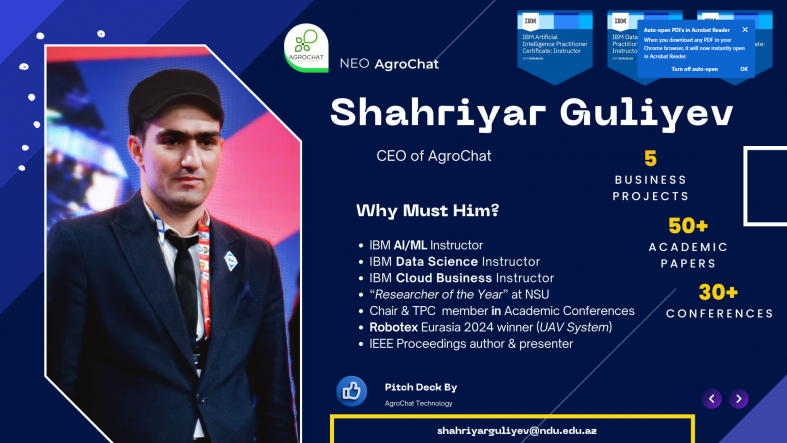 AGROCHAT
NEO AgroChat
IBM
IBM Artificial
Intelligence Practitioner
Certificate: Instructor
IBM
IBM Data
Practition
Certificate:
Auto-open PDFs in Acrobat Reader
When you download any PDF in your
Chrome browser, it will now instantly open
in Acrobat Reader.
Turn off auto-open OK
Shahriyar Guliyev
CEO of AgroChat
5
BUSINESS
PROJECTS
50+
ACADEMIC
PAPERS
30+
CONFERENCES
Why Must Him?
• IBM AI/ML Instructor
• IBM Data Science Instructor
• IBM Cloud Business Instructor
• “Researcher of the Year” at NSU
• Chair & TPC member in Academic Conferences
• Robotex Eurasia 2024 winner (UAV System)
• IEEE Proceedings author & presenter
Pitch Deck By
AgroChat Technology
shahriyarguliyev@ndu.edu.az